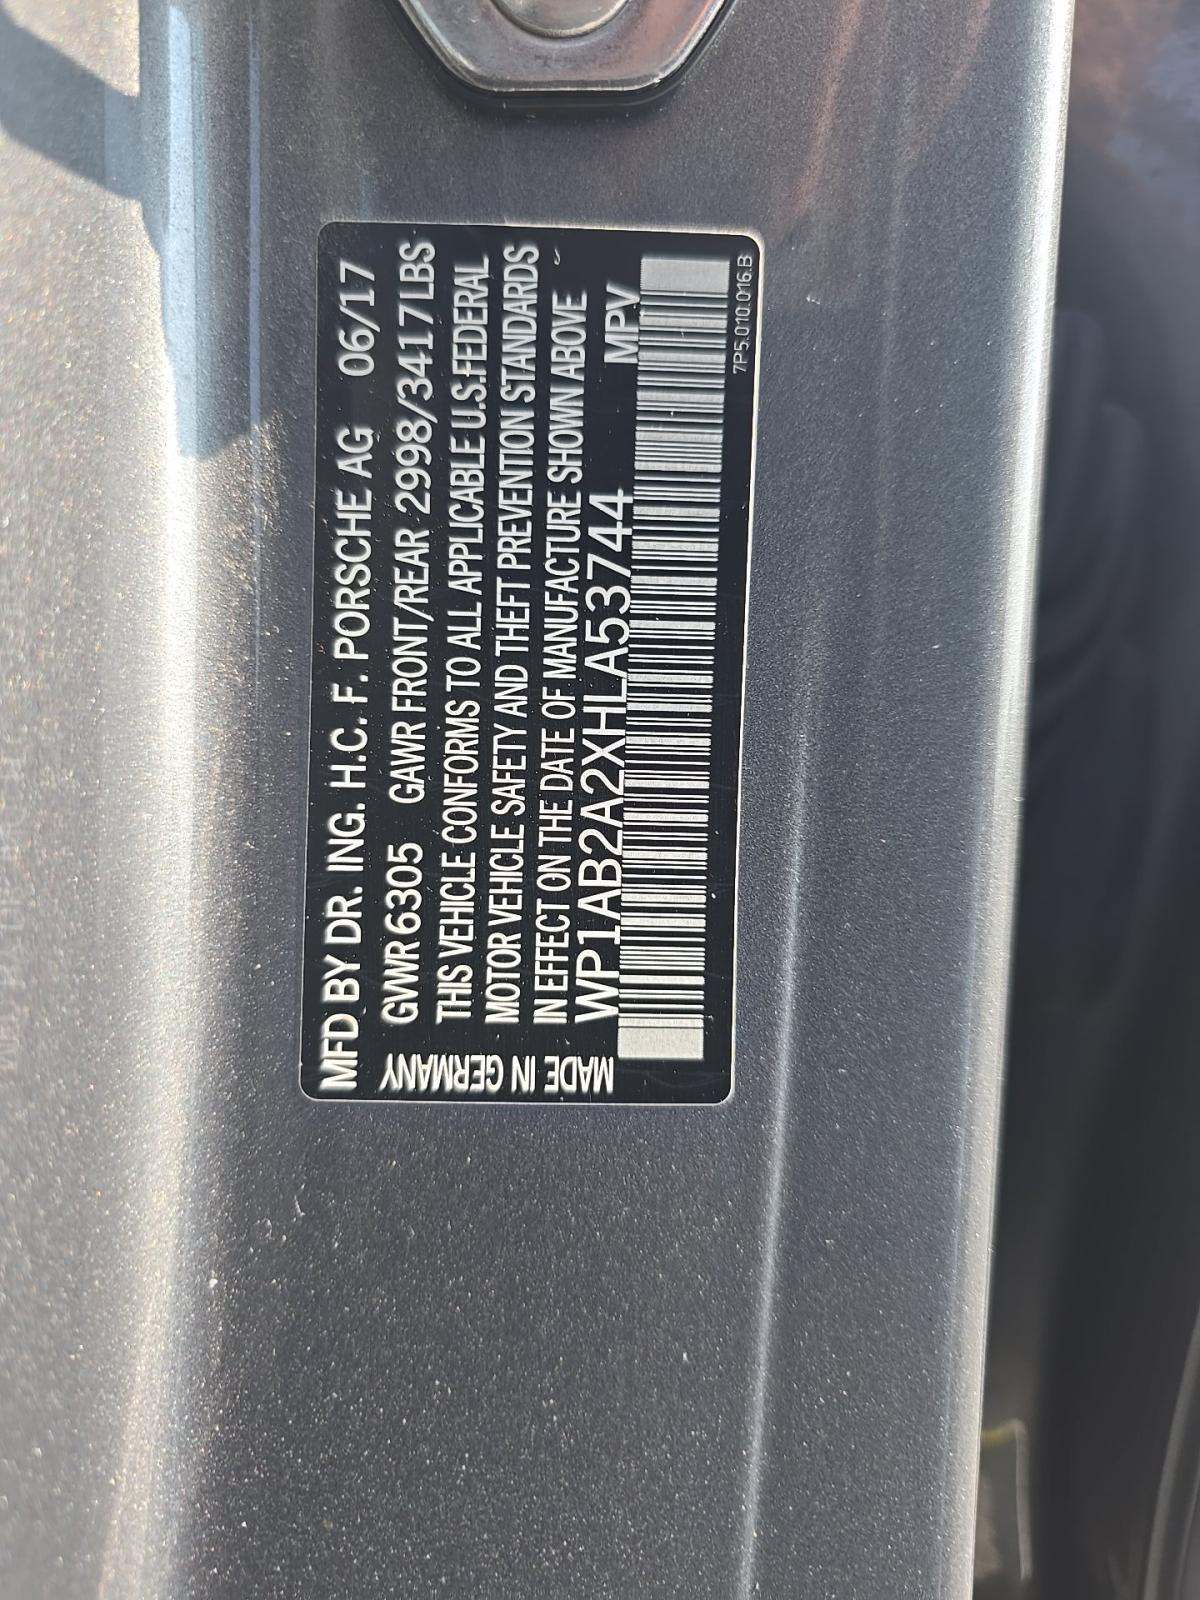 MFD BY DR. ING. H.C. F. PORSCHE AG 06/17
GVWR 6305 GAWR FRONT/REAR 2998/3417LBS
THIS VEHICLE CONFORMS TO ALL APPLICABLE U.S.FEDERAL
MOTOR VEHICLE SAFETY AND THEFT PREVENTION STANDARDS
IN EFFECT ON THE DATE OF MANUFACTURE SHOWN ABOVE
WP1AB2A2XHLA53744 MPV
MADE IN GERMANY
7P5.010.016.B